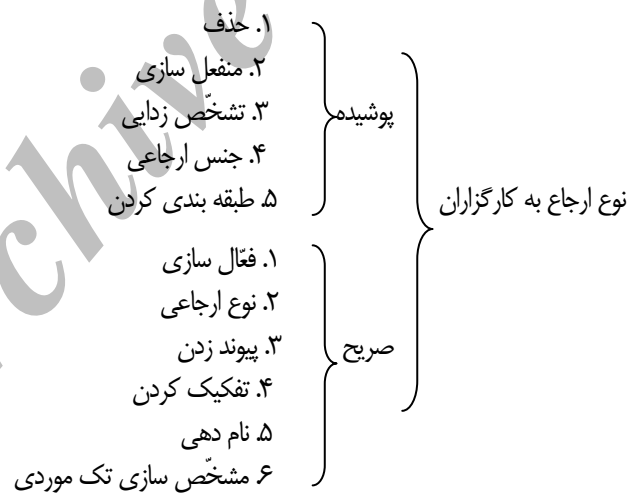 نوع ارجاع به کارگزاران
پوشیده
۱. حذف
۲. منفعل سازی
۳. تشخّص زدایی
۴. جنس ارجاعی
۵. طبقه بندی کردن
صریح
۱. فعّال سازی
۲. نوع ارجاعی
۳. پیوند زدن
۴. تفکیک کردن
۵. نام دهی
۶. مشخّص سازی تک موردی
chive